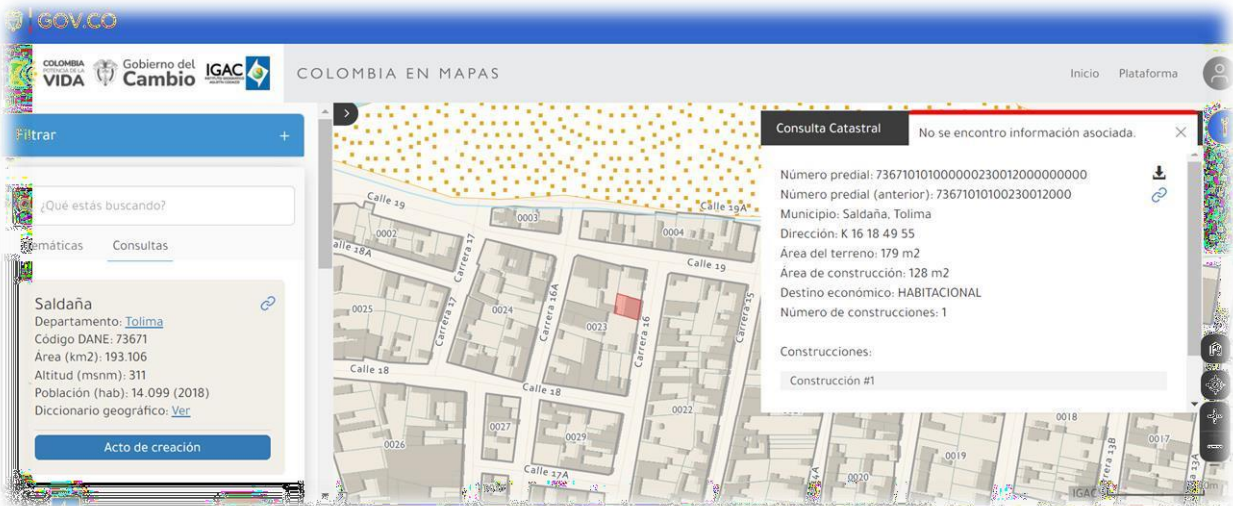 GOV.CO
COLOMBIA
POTENCIA DE LA
VIDA
Gobierno del
Cambio
IGAC
COLOMBIA EN MAPAS
Inicio
Plataforma
Filtrar
+
¿Qué estás buscando?
Consultas
Saldaña
Departamento: Tolima
Código DANE: 73671
Área (km2): 193.106
Altitud (msnm): 311
Población (hab): 14.099 (2018)
Diccionario geográfico: Ver
Acto de creación
Calle 19
Calle 19A
0003
0002
0004
Calle 18A
Carrera 17
Calle 19
0025
Carrera 17
0024
Carrera 16A
Carrera 16A
0023
Carrera 16
Carrera 15
Calle 18
Calle 18
0022
0027
0026
0029
Calle 17A
0020
0019
0018
0017
13A
IGAC
Consulta Catastral
No se encontro información asociada.
Número predial: 736710101000000230012000000000
Número predial (anterior): 73671010100230012000
Municipio: Saldaña, Tolima
Dirección: K 16 18 49 55
Área del terreno: 179 m2
Área de construcción: 128 m2
Destino económico: HABITACIONAL
Número de construcciones: 1
Construcciones:
Construcción #1